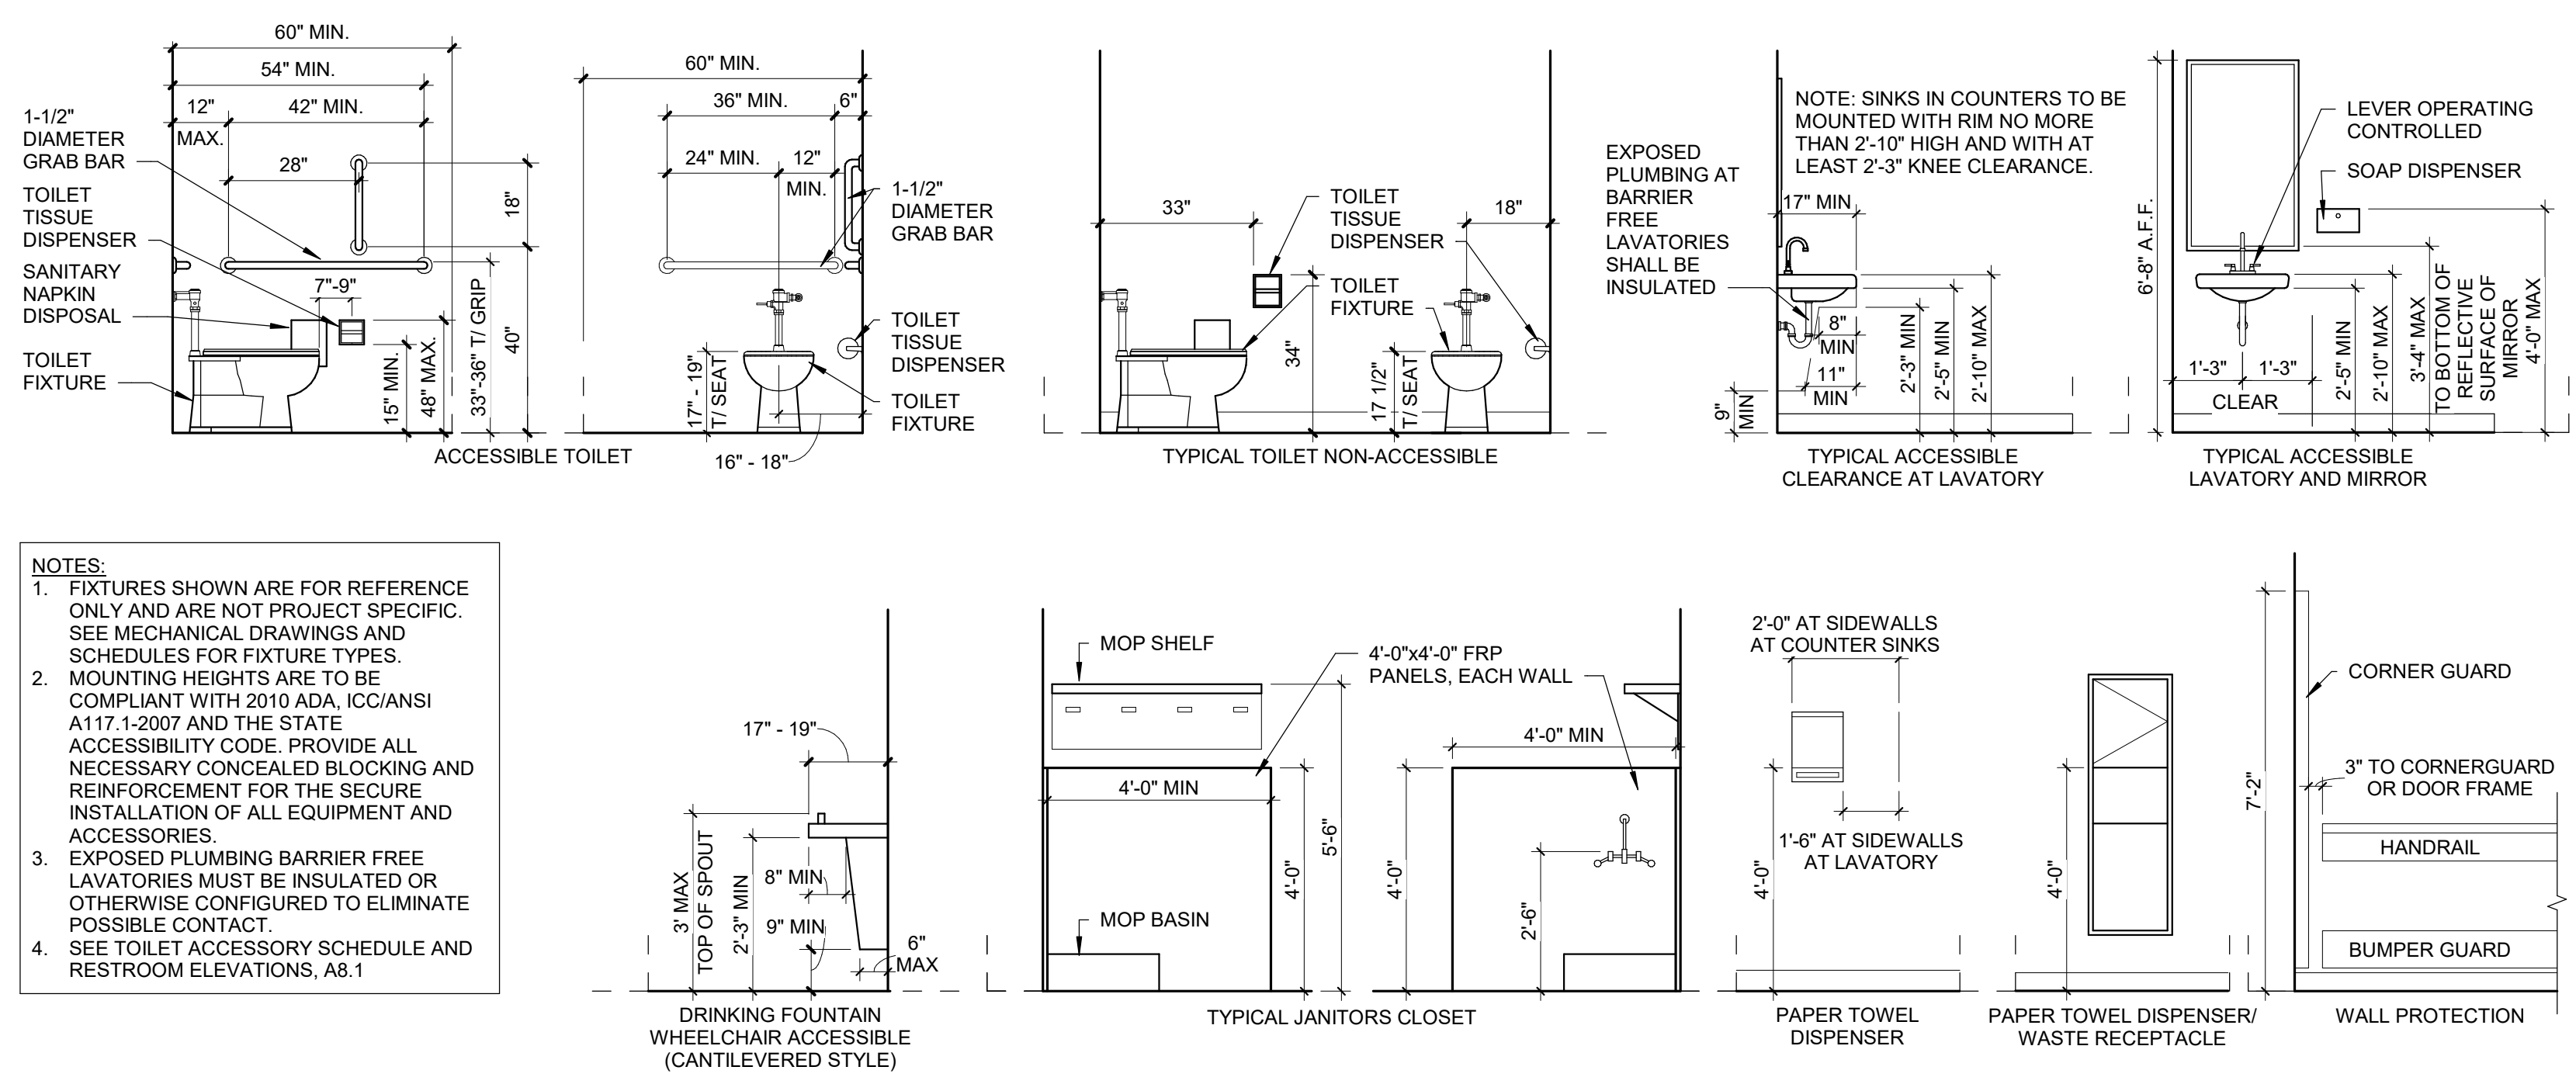 60" MIN.
54" MIN.
12"
MAX.
42" MIN.
28"
1-1/2"
DIAMETER
GRAB BAR
TOILET
TISSUE
DISPENSER
SANITARY
NAPKIN
DISPOSAL
TOILET
FIXTURE
7"-9"
18"
15" MIN.
48" MAX.
33"-36" T/ GRIP
40"
ACCESSIBLE TOILET
60" MIN.
36" MIN.
6"
24" MIN.
12"
MIN.
1-1/2"
DIAMETER
GRAB BAR
TOILET
TISSUE
DISPENSER
TOILET
FIXTURE
17" - 19"
T/ SEAT
16" - 18"
33"
TOILET
TISSUE
DISPENSER
TOILET
FIXTURE
18"
34"
17 1/2"
T/ SEAT
TYPICAL TOILET NON-ACCESSIBLE
EXPOSED
PLUMBING AT
BARRIER
FREE
LAVATORIES
SHALL BE
INSULATED
NOTE: SINKS IN COUNTERS TO BE
MOUNTED WITH RIM NO MORE
THAN 2'-10" HIGH AND WITH AT
LEAST 2'-3" KNEE CLEARANCE.
17" MIN
8"
MIN
11"
MIN
9"
MIN
2'-3" MIN
2'-5" MIN
2'-10" MAX
TYPICAL ACCESSIBLE
CLEARANCE AT LAVATORY
6'-8" A.F.F.
LEVER OPERATING
CONTROLLED
SOAP DISPENSER
1'-3"
1'-3"
CLEAR
2'-5" MIN
2'-10" MAX
3'-4" MAX
TO BOTTOM OF
REFLECTIVE
SURFACE OF
MIRROR
4'-0" MAX
TYPICAL ACCESSIBLE
LAVATORY AND MIRROR
NOTES:
1. FIXTURES SHOWN ARE FOR REFERENCE
ONLY AND ARE NOT PROJECT SPECIFIC.
SEE MECHANICAL DRAWINGS AND
SCHEDULES FOR FIXTURE TYPES.
2. MOUNTING HEIGHTS ARE TO BE
COMPLIANT WITH 2010 ADA, ICC/ANSI
A117.1-2007 AND THE STATE
ACCESSIBILITY CODE. PROVIDE ALL
NECESSARY CONCEALED BLOCKING AND
REINFORCEMENT FOR THE SECURE
INSTALLATION OF ALL EQUIPMENT AND
ACCESSORIES.
3. EXPOSED PLUMBING BARRIER FREE
LAVATORIES MUST BE INSULATED OR
OTHERWISE CONFIGURED TO ELIMINATE
POSSIBLE CONTACT.
4. SEE TOILET ACCESSORY SCHEDULE AND
RESTROOM ELEVATIONS, A8.1
17" - 19"
3' MAX
TOP OF SPOUT
2'-3" MIN
8" MIN
9" MIN
6"
MAX
DRINKING FOUNTAIN
WHEELCHAIR ACCESSIBLE
(CANTILEVERED STYLE)
MOP SHELF
4'-0"x4'-0" FRP
PANELS, EACH WALL
4'-0" MIN
4'-0"
5'-6"
MOP BASIN
4'-0" MIN
4'-0"
2'-6"
TYPICAL JANITORS CLOSET
2'-0" AT SIDEWALLS
AT COUNTER SINKS
1'-6" AT SIDEWALLS
AT LAVATORY
4'-0"
PAPER TOWEL
DISPENSER
4'-0"
PAPER TOWEL DISPENSER/
WASTE RECEPTACLE
7'-2"
CORNER GUARD
3" TO CORNERGUARD
OR DOOR FRAME
HANDRAIL
BUMPER GUARD
WALL PROTECTION